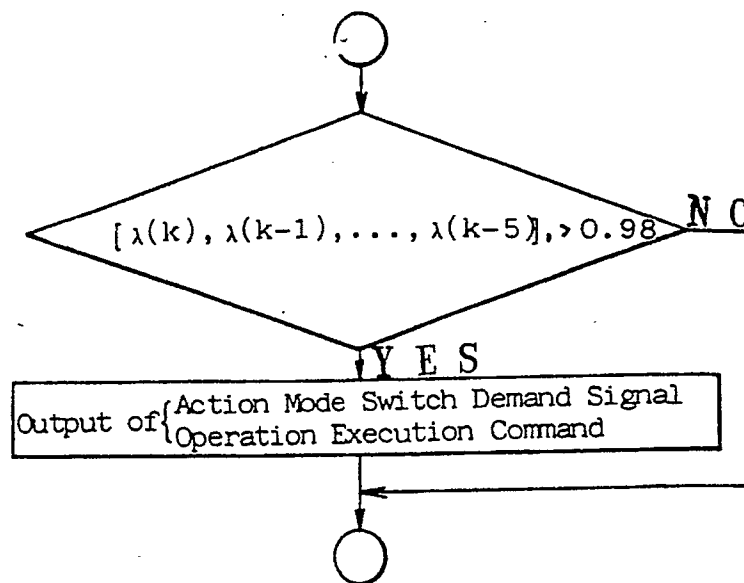 [λ(k), λ(k-1), ..., λ(k-5)], > 0.98
N O
Y E S
Output of { Action Mode Switch Demand Signal
Operation Execution Command